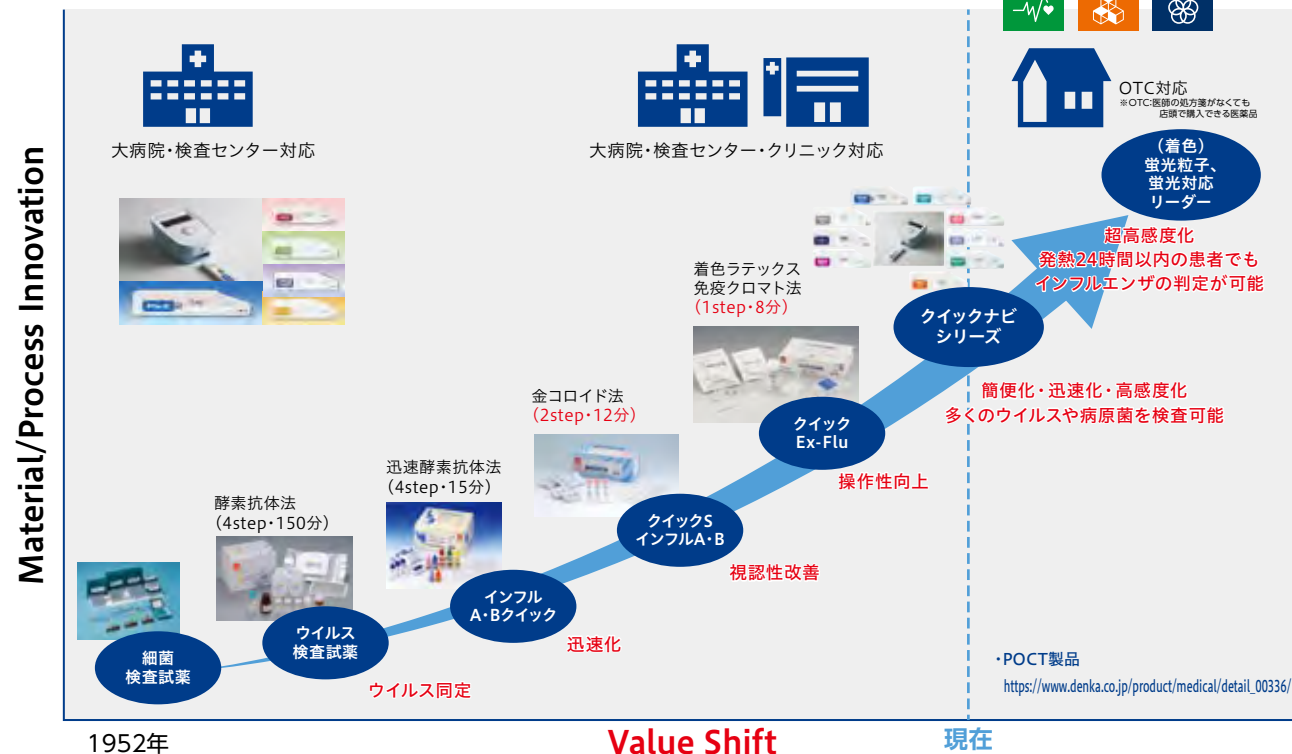 Material/Process Innovation
大病院・検査センター対応
大病院・検査センター・クリニック対応
OTC対応
※OTC:医師の処方箋がなくても
店頭で購入できる医薬品
（着色）
蛍光粒子、
蛍光対応
リーダー
超高感度化
発熱24時間以内の患者でも
インフルエンザの判定が可能
着色ラテックス
免疫クロマト法
（1step・8分）
クイックナビ
シリーズ
簡便化・迅速化・高感度化
多くのウイルスや病原菌を検査可能
金コロイド法
（2step・12分）
クイック
Ex-Flu
操作性向上
迅速酵素抗体法
（4step・15分）
クイックS
インフルA・B
視認性改善
酵素抗体法
（4step・150分）
インフル
A・Bクイック
迅速化
ウイルス
検査試薬
ウイルス同定
細菌
検査試薬
・POCT製品
https://www.denka.co.jp/product/medical/detail_00336/
1952年
Value Shift
現在